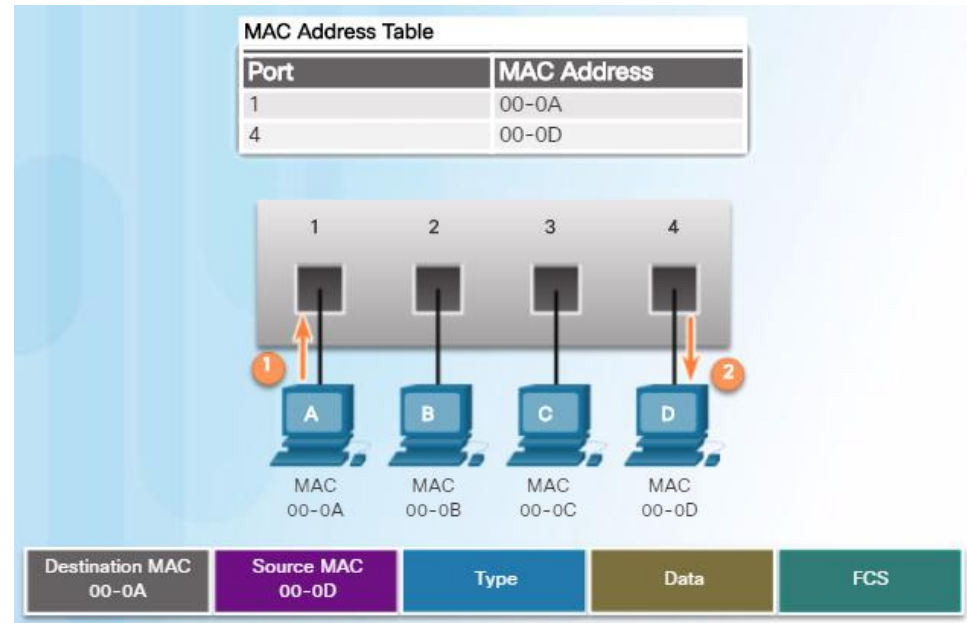 MAC Address Table
Port MAC Address
1 00-0A
4 00-0D
1 2 3 4
1 2
A B C D
MAC MAC MAC MAC
00-0A 00-0B 00-0C 00-0D
Destination MAC Source MAC Type Data FCS
00-0A 00-0D